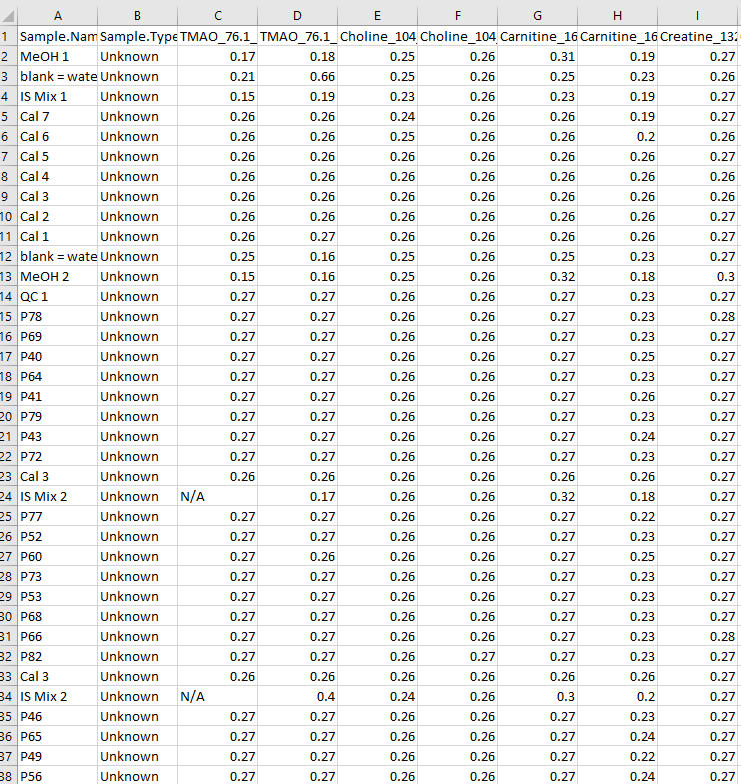 A B C D E F G H I
1 Sample.Nam Sample.Type TMAO_76.1_ TMAO_76.1_ Choline_104 Choline_104 Carnitine_16 Carnitine_16 Creatine_132
2 MeOH 1 Unknown 0.17 0.18 0.25 0.26 0.31 0.19 0.27
3 blank = wate Unknown 0.21 0.66 0.25 0.26 0.25 0.23 0.26
4 IS Mix 1 Unknown 0.15 0.19 0.23 0.26 0.23 0.19 0.27
5 Cal 7 Unknown 0.26 0.26 0.24 0.26 0.26 0.19 0.27
6 Cal 6 Unknown 0.26 0.26 0.25 0.26 0.26 0.2 0.26
7 Cal 5 Unknown 0.26 0.26 0.26 0.26 0.26 0.26 0.27
8 Cal 4 Unknown 0.26 0.26 0.26 0.26 0.26 0.26 0.26
9 Cal 3 Unknown 0.26 0.26 0.26 0.26 0.26 0.26 0.26
10 Cal 2 Unknown 0.26 0.26 0.26 0.26 0.26 0.26 0.27
11 Cal 1 Unknown 0.26 0.27 0.26 0.26 0.26 0.26 0.27
12 blank = wate Unknown 0.25 0.16 0.25 0.26 0.25 0.23 0.27
13 MeOH 2 Unknown 0.15 0.16 0.25 0.26 0.32 0.18 0.3
14 QC 1 Unknown 0.27 0.27 0.26 0.26 0.27 0.23 0.27
15 P78 Unknown 0.27 0.27 0.26 0.26 0.27 0.23 0.28
16 P69 Unknown 0.27 0.27 0.26 0.26 0.27 0.23 0.27
17 P40 Unknown 0.27 0.27 0.26 0.26 0.27 0.25 0.27
18 P64 Unknown 0.27 0.27 0.26 0.26 0.27 0.23 0.27
19 P41 Unknown 0.27 0.27 0.26 0.26 0.27 0.26 0.27
20 P79 Unknown 0.27 0.27 0.26 0.26 0.27 0.23 0.27
21 P43 Unknown 0.27 0.27 0.26 0.26 0.27 0.24 0.27
22 P72 Unknown 0.27 0.27 0.26 0.26 0.27 0.23 0.27
23 Cal 3 Unknown 0.26 0.26 0.26 0.26 0.26 0.26 0.27
24 IS Mix 2 Unknown N/A 0.17 0.26 0.26 0.32 0.18 0.27
25 P77 Unknown 0.27 0.27 0.26 0.26 0.27 0.22 0.27
26 P52 Unknown 0.27 0.27 0.26 0.26 0.27 0.23 0.27
27 P60 Unknown 0.27 0.26 0.26 0.26 0.27 0.25 0.27
28 P73 Unknown 0.27 0.27 0.26 0.26 0.27 0.23 0.27
29 P53 Unknown 0.27 0.27 0.26 0.26 0.27 0.23 0.27
30 P68 Unknown 0.27 0.27 0.26 0.26 0.27 0.23 0.27
31 P66 Unknown 0.27 0.27 0.26 0.26 0.27 0.23 0.28
32 P82 Unknown 0.27 0.27 0.26 0.27 0.27 0.23 0.27
33 Cal 3 Unknown 0.26 0.26 0.26 0.26 0.26 0.26 0.27
34 IS Mix 2 Unknown N/A 0.4 0.24 0.26 0.3 0.2 0.27
35 P46 Unknown 0.27 0.27 0.26 0.26 0.27 0.23 0.27
36 P65 Unknown 0.27 0.27 0.26 0.26 0.27 0.24 0.27
37 P49 Unknown 0.27 0.27 0.26 0.26 0.27 0.22 0.27
38 P56 Unknown 0.27 0.27 0.26 0.26 0.27 0.24 0.27